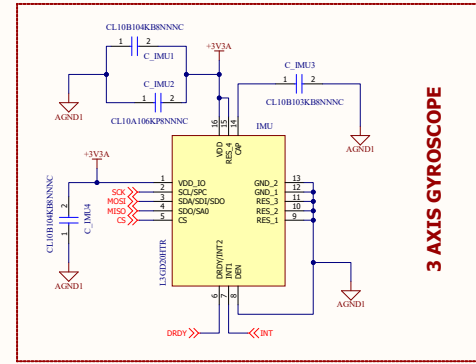 CL10B104KB8NNNC
1 2
C_IMU1
+3V3A
C_IMU2
1 2
CL10A106KP8NNNC
AGND1
C_IMU3
1 2
CL10B103KB8NNNC
AGND1
16 15 14
IMU
VDD
RES_4
CAP
+3V3A
CL10B104KB8NNNC
2
1
C_IMU4
AGND1
SCK
MOSI
MISO
CS
1 VDD_IO
2 SCL/SPC
3 SDA/SDI/SDO
4 SDO/SA0
5 CS
GND_2 13
GND_1 12
RES_3 11
RES_2 10
RES_1 9
L3GD20HTR
DRDY/INT2
INT1
DEN
6 7 8
DRDY
INT
AGND1
3 AXIS GYROSCOPE